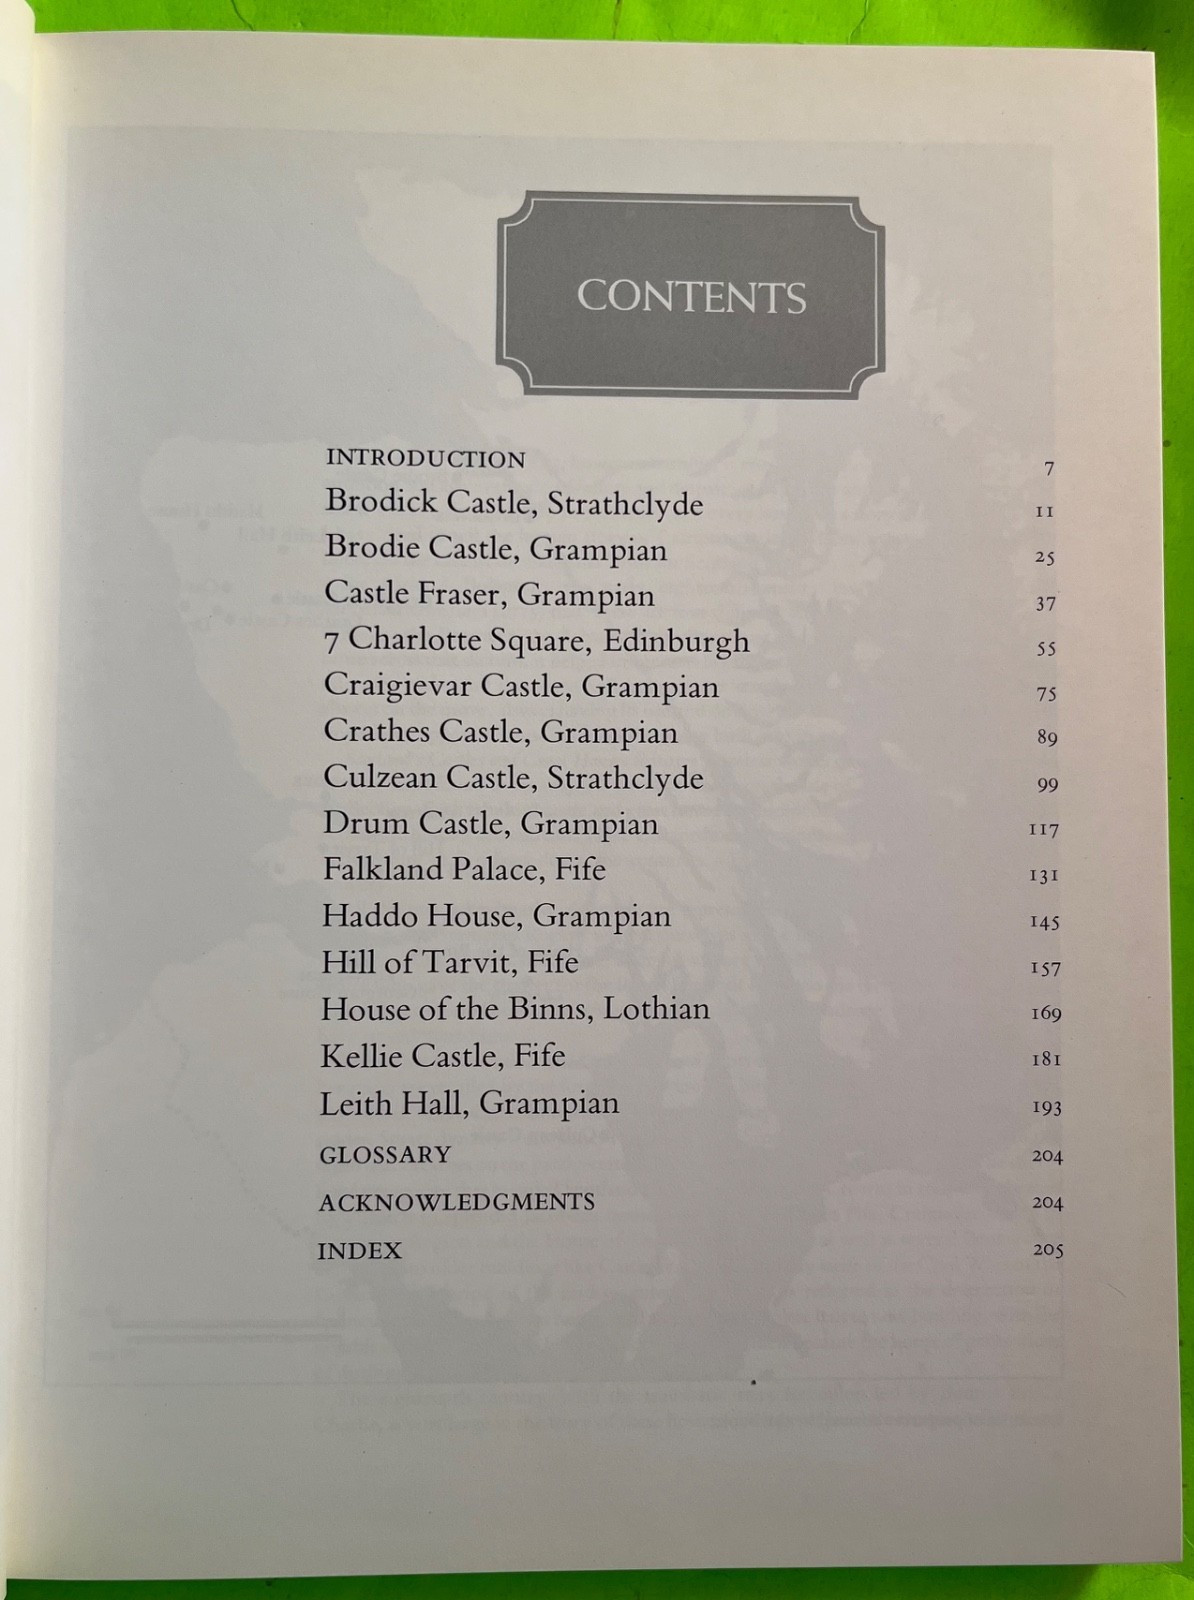 CONTENTS
INTRODUCTION 7
Brodick Castle, Strathclyde 11
Brodie Castle, Grampian 25
Castle Fraser, Grampian 37
7 Charlotte Square, Edinburgh 55
Craigievar Castle, Grampian 75
Crathes Castle, Grampian 89
Culzean Castle, Strathclyde 99
Drum Castle, Grampian 117
Falkland Palace, Fife 131
Haddo House, Grampian 145
Hill of Tarvit, Fife 157
House of the Binns, Lothian 169
Kellie Castle, Fife 181
Leith Hall, Grampian 193
GLOSSARY 204
ACKNOWLEDGMENTS 204
INDEX 205